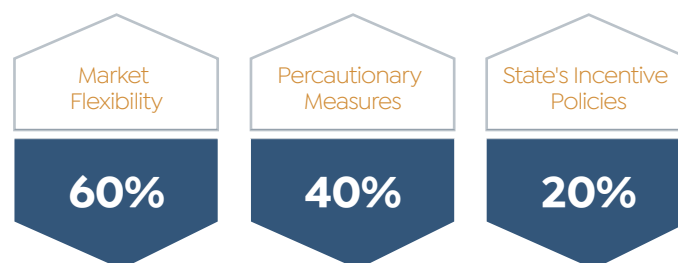 Market
Flexibility
Percautionary
Measures
State's Incentive
Policies
60%
40%
20%